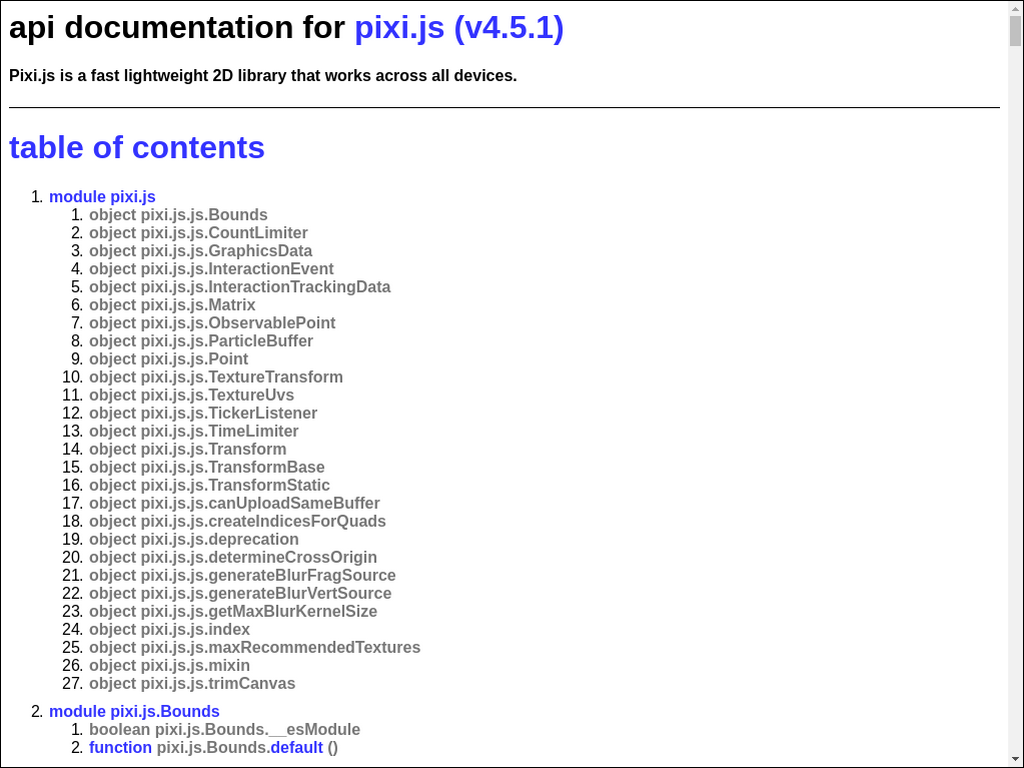 api documentation for pixi.js (v4.5.1)
Pixi.js is a fast lightweight 2D library that works across all devices.
table of contents
1. module pixi.js
1. object pixi.js.js.Bounds
2. object pixi.js.js.CountLimiter
3. object pixi.js.js.GraphicsData
4. object pixi.js.js.InteractionEvent
5. object pixi.js.js.InteractionTrackingData
6. object pixi.js.js.Matrix
7. object pixi.js.js.ObservablePoint
8. object pixi.js.js.ParticleBuffer
9. object pixi.js.js.Point
10. object pixi.js.js.TextureTransform
11. object pixi.js.js.TextureUvs
12. object pixi.js.js.TickerListener
13. object pixi.js.js.TimeLimiter
14. object pixi.js.js.Transform
15. object pixi.js.js.TransformBase
16. object pixi.js.js.TransformStatic
17. object pixi.js.js.canUploadSameBuffer
18. object pixi.js.js.createIndicesForQuads
19. object pixi.js.js.deprecation
20. object pixi.js.js.determineCrossOrigin
21. object pixi.js.js.generateBlurFragSource
22. object pixi.js.js.generateBlurVertSource
23. object pixi.js.js.getMaxBlurKernelSize
24. object pixi.js.js.index
25. object pixi.js.js.maxRecommendedTextures
26. object pixi.js.js.mixin
27. object pixi.js.js.trimCanvas
2. module pixi.js.Bounds
1. boolean pixi.js.Bounds.__esModule
2. function pixi.js.Bounds.default ()